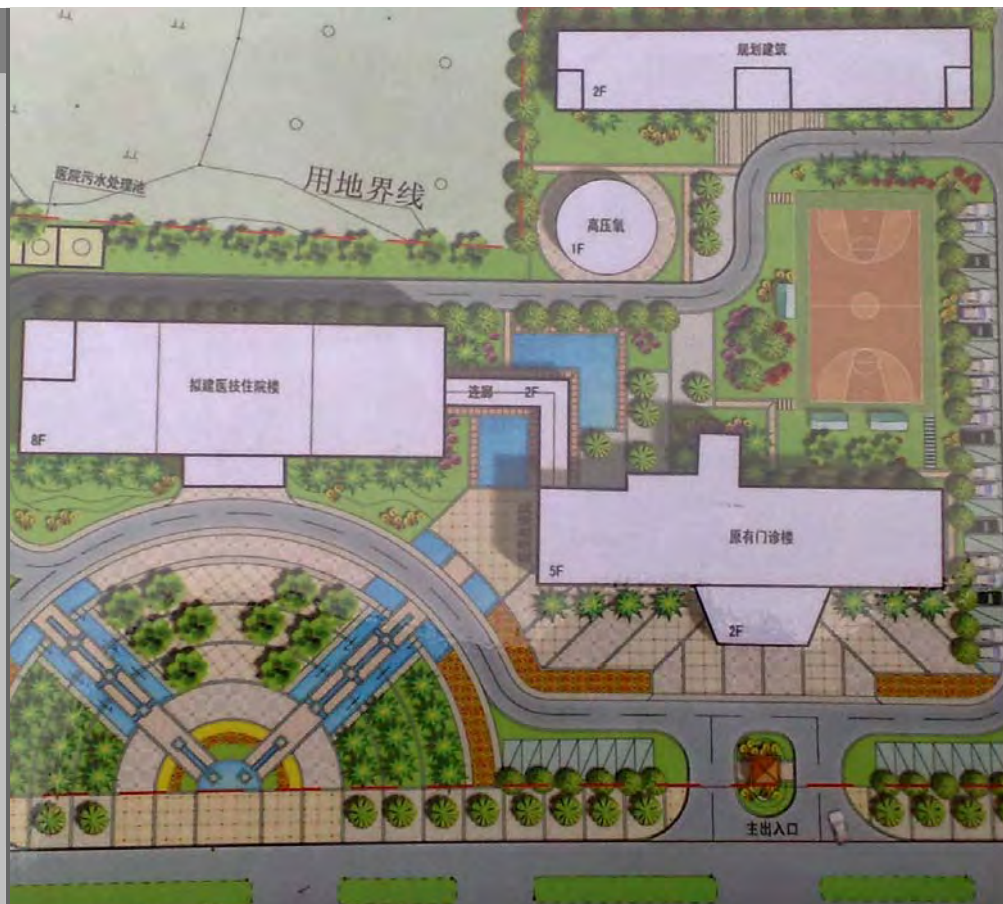 规划建筑
2F
医院污水处理池
用地界线
高压氧
1F
拟建医技住院楼
连廊 2F
8F
原有门诊楼
5F
2F
主出入口